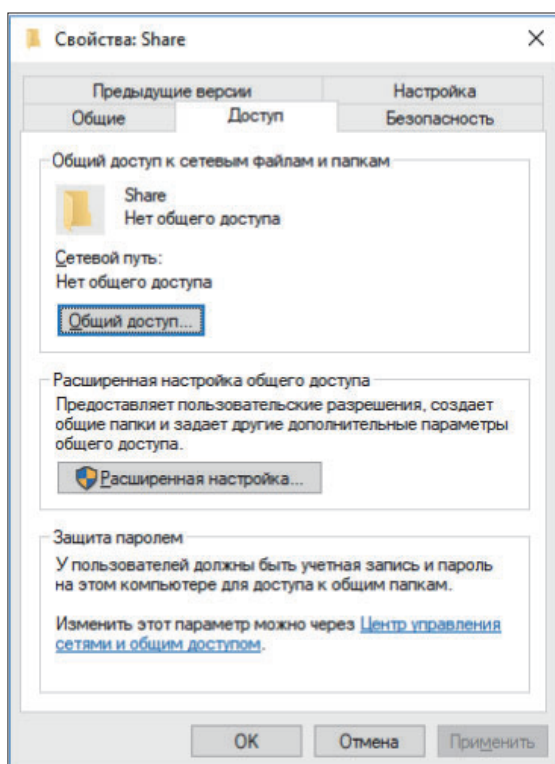 Свойства: Share
Предыдущие версии
Настройка
Общие
Доступ
Безопасность
Общий доступ к сетевым файлам и папкам
Share
Нет общего доступа
Сетевой путь:
Нет общего доступа
Общий доступ...
Расширенная настройка общего доступа
Предоставляет пользовательские разрешения, создает
общие папки и задает другие дополнительные параметры
общего доступа.
Расширенная настройка...
Защита паролем
У пользователей должны быть учетная запись и пароль
на этом компьютере для доступа к общим папкам.
Изменить этот параметр можно через Центр управления
сетями и общим доступом.
OK
Отмена
Применить